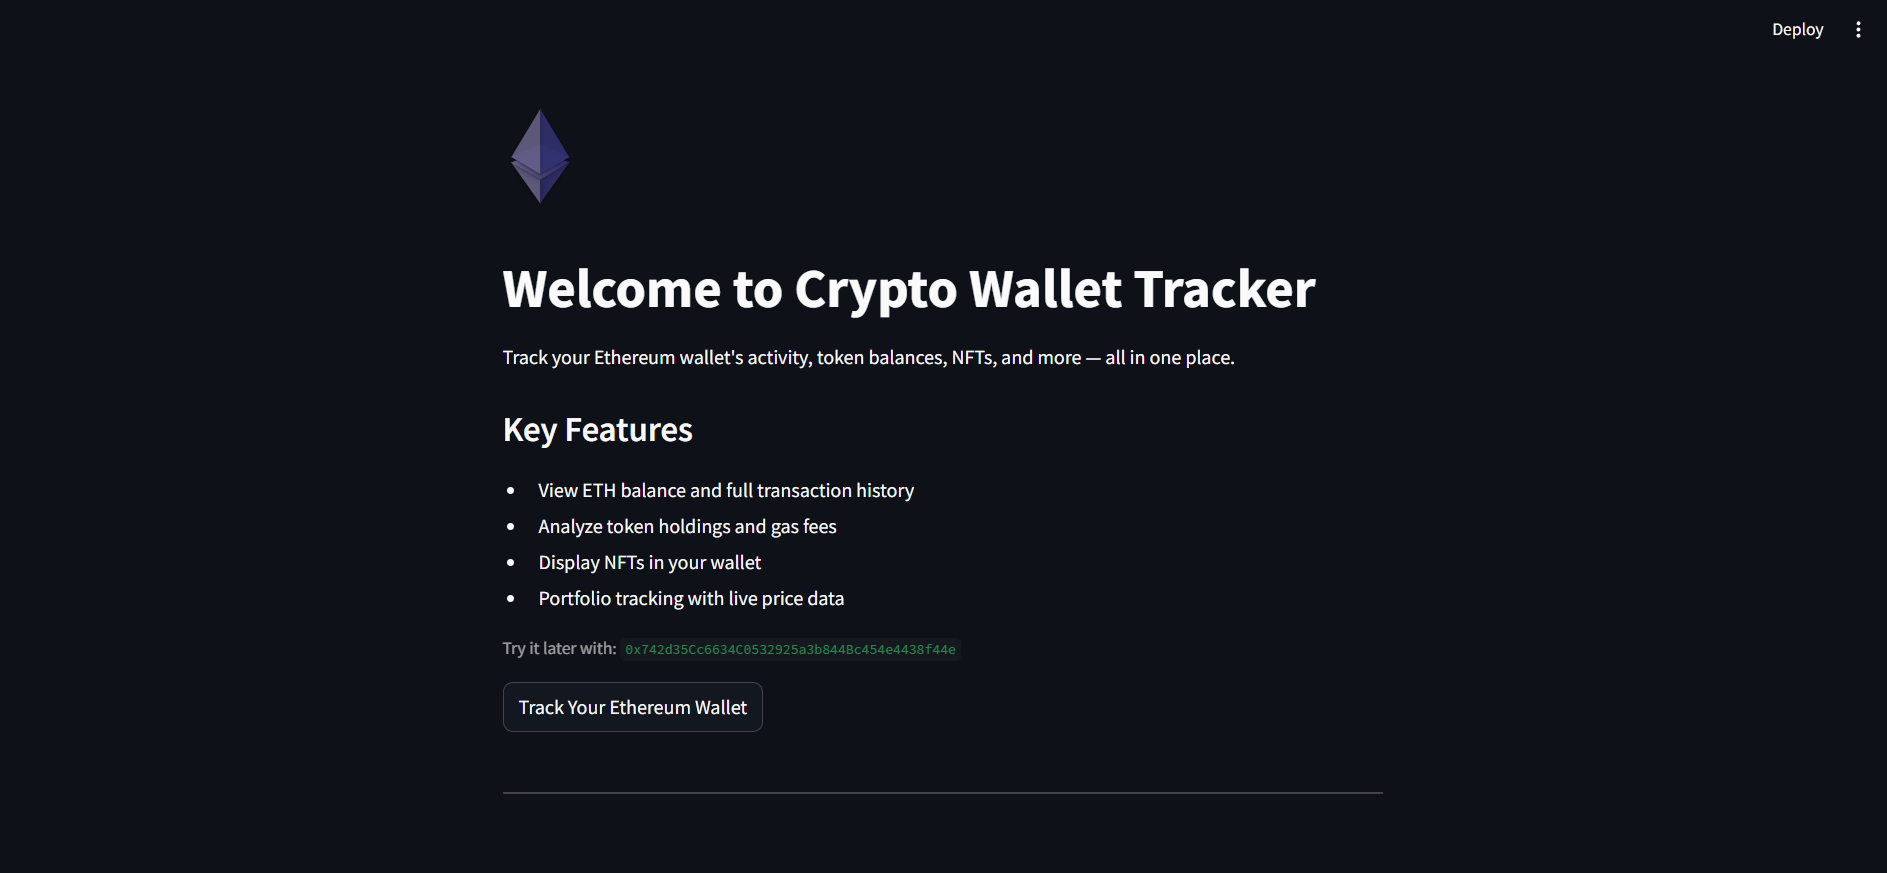 Deploy
Welcome to Crypto Wallet Tracker
Track your Ethereum wallet's activity, token balances, NFTs, and more — all in one place.
Key Features
• View ETH balance and full transaction history
• Analyze token holdings and gas fees
• Display NFTs in your wallet
• Portfolio tracking with live price data
Try it later with: 0x742d35Cc6634C0532925a3b844Bc454e4438f44e
Track Your Ethereum Wallet